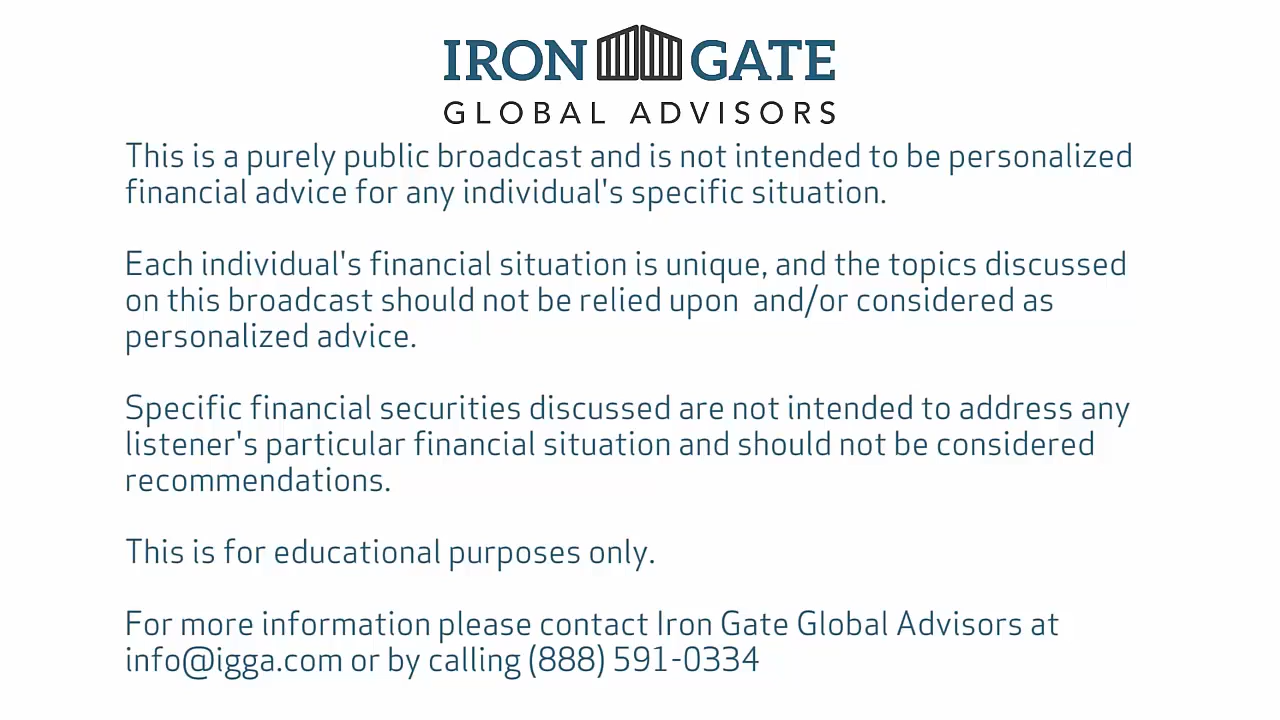 IRON GATE
GLOBAL ADVISORS
This is a purely public broadcast and is not intended to be personalized
financial advice for any individual's specific situation.
Each individual's financial situation is unique, and the topics discussed
on this broadcast should not be relied upon  and/or considered as
personalized advice.
Specific financial securities discussed are not intended to address any
listener's particular financial situation and should not be considered
recommendations.
This is for educational purposes only.
For more information please contact Iron Gate Global Advisors at
info@igga.com or by calling (888) 591-0334